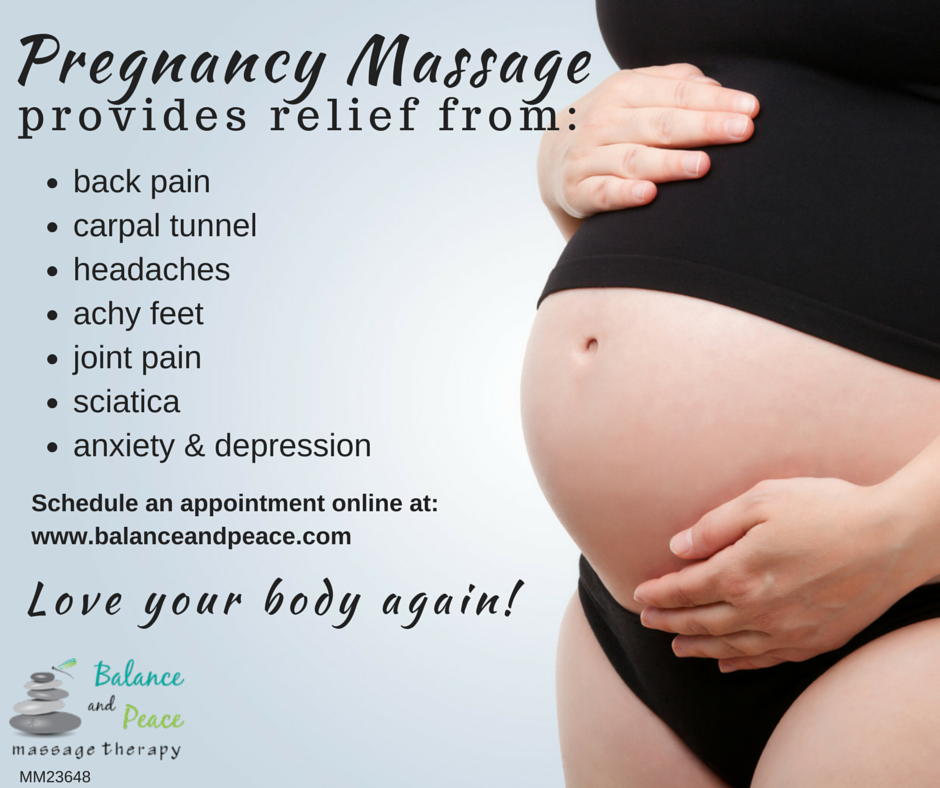 Pregnancy Massage
provides relief from:
• back pain
• carpal tunnel
• headaches
• achy feet
• joint pain
• sciatica
• anxiety & depression
Schedule an appointment online at:
www.balanceandpeace.com
Love your body again!
Balance
and
Peace
massage therapy
MM23648